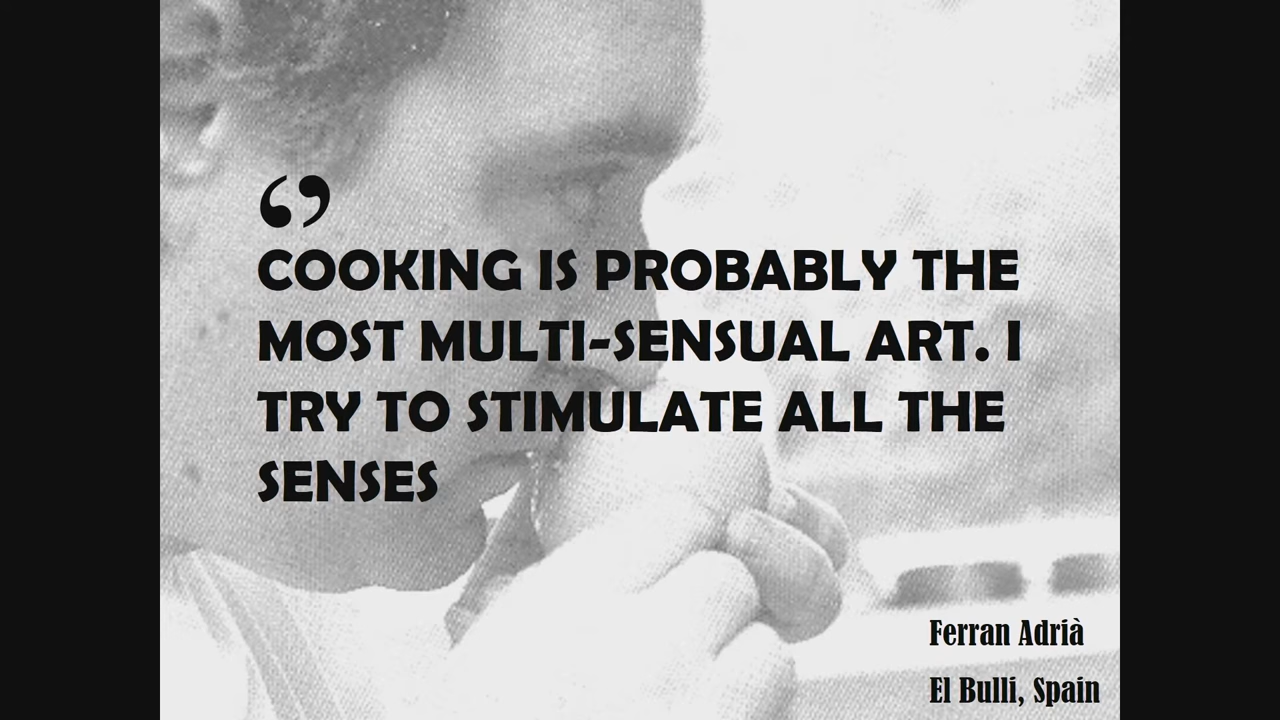 “
COOKING IS PROBABLY THE
MOST MULTI-SENSUAL ART. I
TRY TO STIMULATE ALL THE
SENSES
Ferran Adrià
El Bulli, Spain